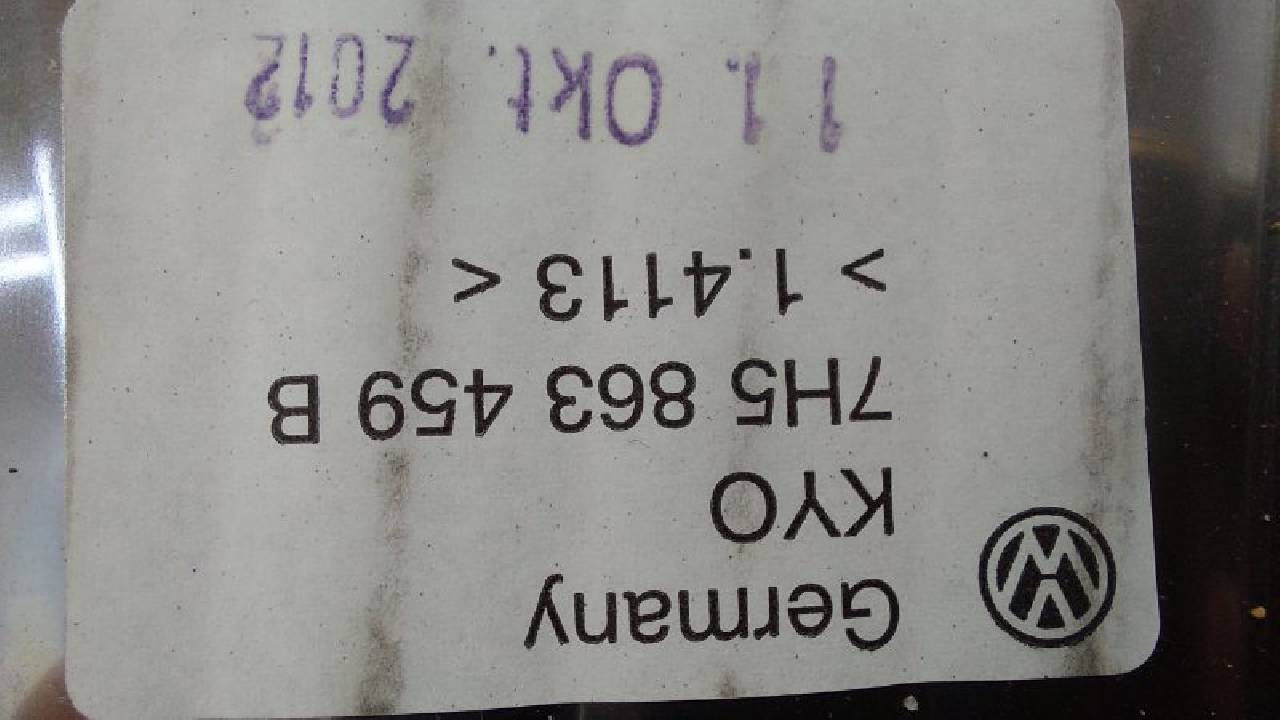 Germany
KYO
7H5 863 459 B
> 1.4113 <
11. Okt. 2012